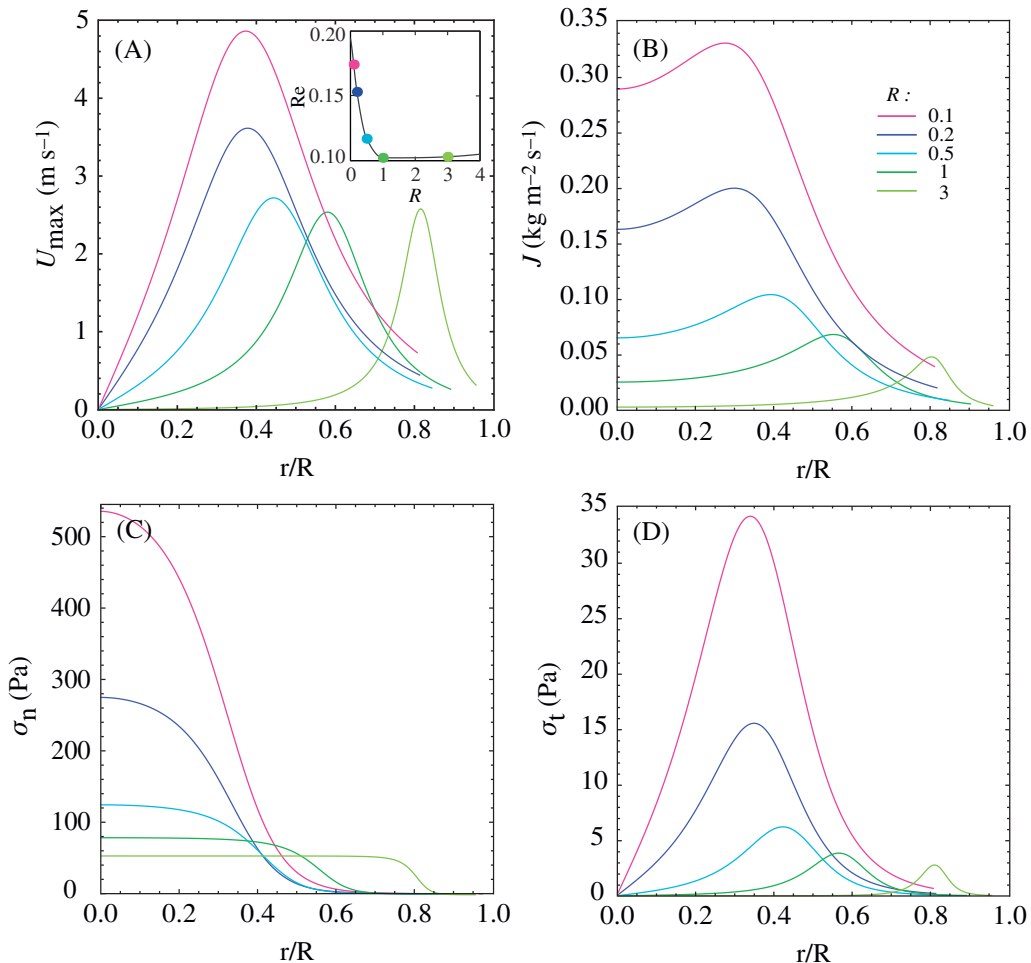 (A)
U_max (m s⁻¹)
5
4
3
2
1
0
0.0 0.2 0.4 0.6 0.8 1.0
r/R
Re
0.20
0.15
0.10
0 1 2 3 4
R
(B)
J (kg m⁻² s⁻¹)
0.35
0.30
0.25
0.20
0.15
0.10
0.05
0.00
0.0 0.2 0.4 0.6 0.8 1.0
r/R
R :
0.1
0.2
0.5
1
3
(C)
σ_n (Pa)
500
400
300
200
100
0
0.0 0.2 0.4 0.6 0.8 1.0
r/R
(D)
σ_t (Pa)
35
30
25
20
15
10
5
0
0.0 0.2 0.4 0.6 0.8 1.0
r/R